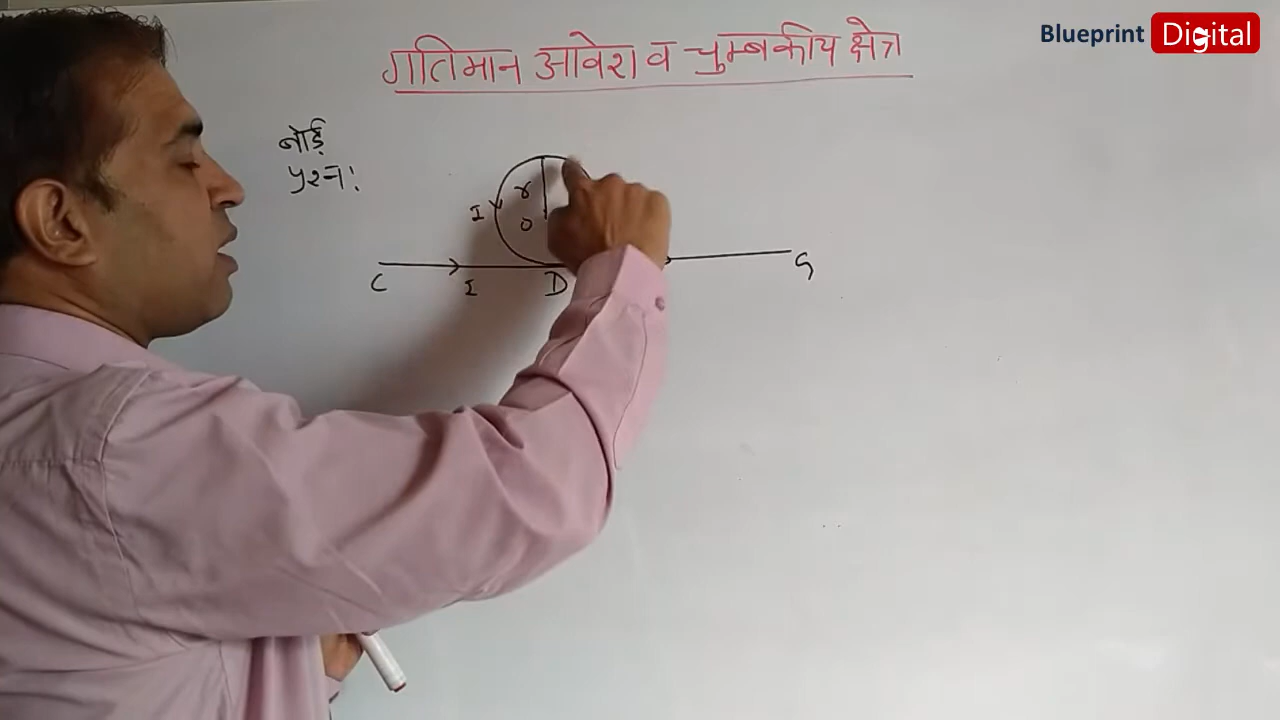 Blueprint Digital
गतिमान आवेश व चुम्बकीय क्षेत्र
बोर्ड
प्रश्न:
r
I
O
C
I
D
G